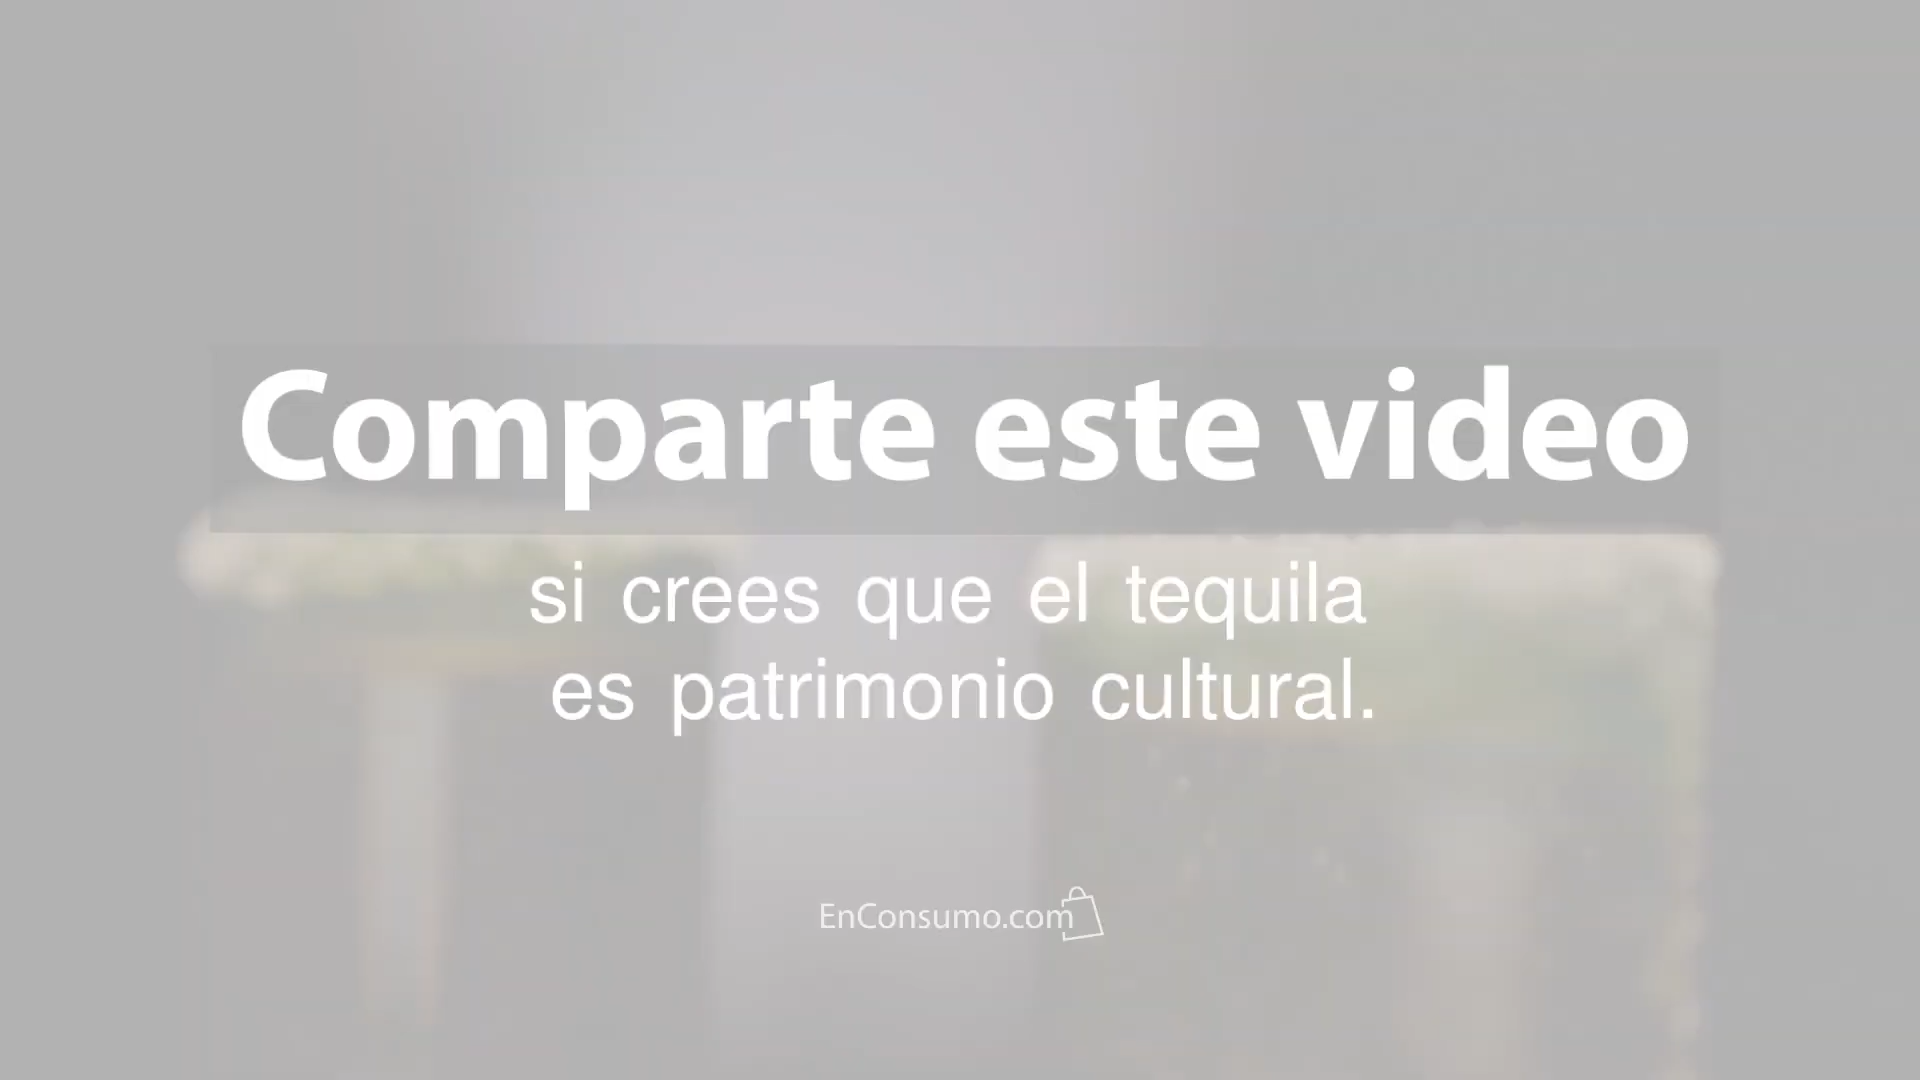 Comparte este video
si crees que el tequila
es patrimonio cultural.
EnConsumo.com